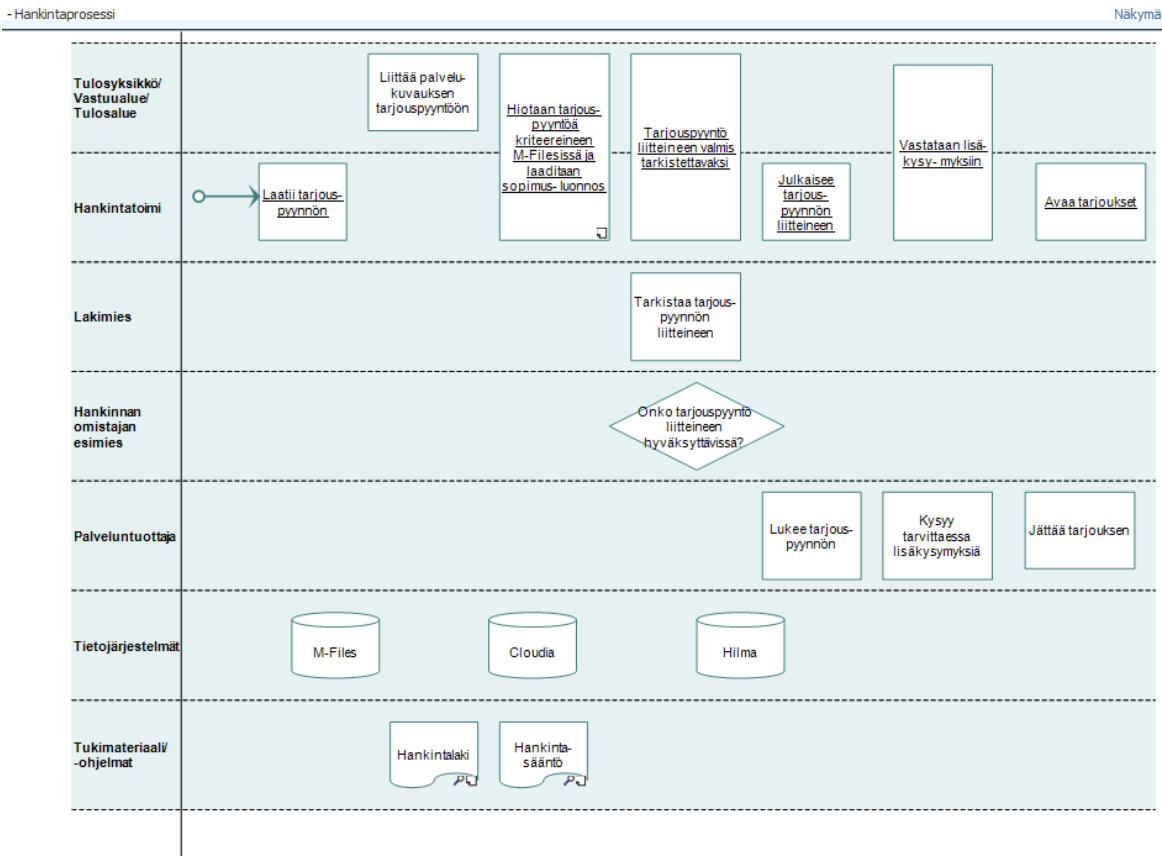 - Hankintaprosessi
Näkymä
Tulosyksikkö/
Vastuualue/
Tulosalue
Liittää palvelu-
kuvauksen
tarjouspyyntöön
Hiotaan tarjous-
pyyntöä
kriteereineen
M-Filesissä ja
laaditaan
sopimus- luonnos
Tarjouspyyntö
liitteineen valmis
tarkistettavaksi
Vastataan lisä-
kysy- myksiin
Hankintatoimi
Laatii tarjous-
pyynnön
Julkaisee
tarjous-
pyynnön
liitteineen
Avaa tarjoukset
Lakimies
Tarkistaa tarjous-
pyynnön
liitteineen
Hankinnan
omistajan
esimies
Onko tarjouspyyntö
liitteineen
hyväksyttävissä?
Palveluntuottaja
Lukee tarjous-
pyynnön
Kysyy
tarvittaessa
lisäkysymyksiä
Jättää tarjouksen
Tietojärjestelmät
M-Files
Cloudia
Hilma
Tukimateriaali/
-ohjelmat
Hankintalaki
Hankinta-
sääntö